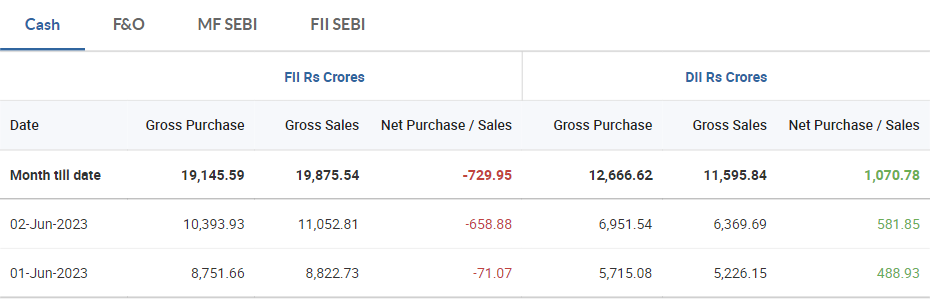 Cash F&O MF SEBI FII SEBI
FII Rs Crores DII Rs Crores
Date Gross Purchase Gross Sales Net Purchase / Sales Gross Purchase Gross Sales Net Purchase / Sales
Month till date 19,145.59 19,875.54 -729.95 12,666.62 11,595.84 1,070.78
02-Jun-2023 10,393.93 11,052.81 -658.88 6,951.54 6,369.69 581.85
01-Jun-2023 8,751.66 8,822.73 -71.07 5,715.08 5,226.15 488.93